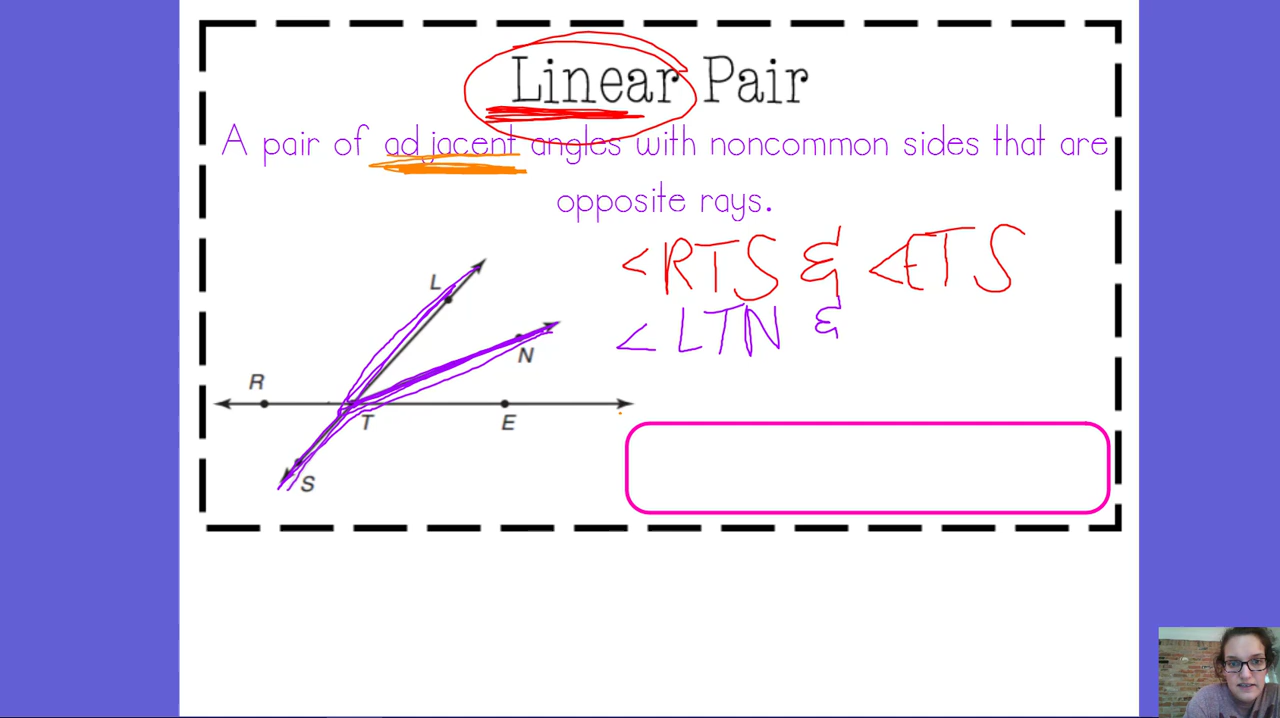 Linear Pair
A pair of adjacent angles with noncommon sides that are
opposite rays.
<RTS & <ETS
<LTN &
L
N
R
T
E
S